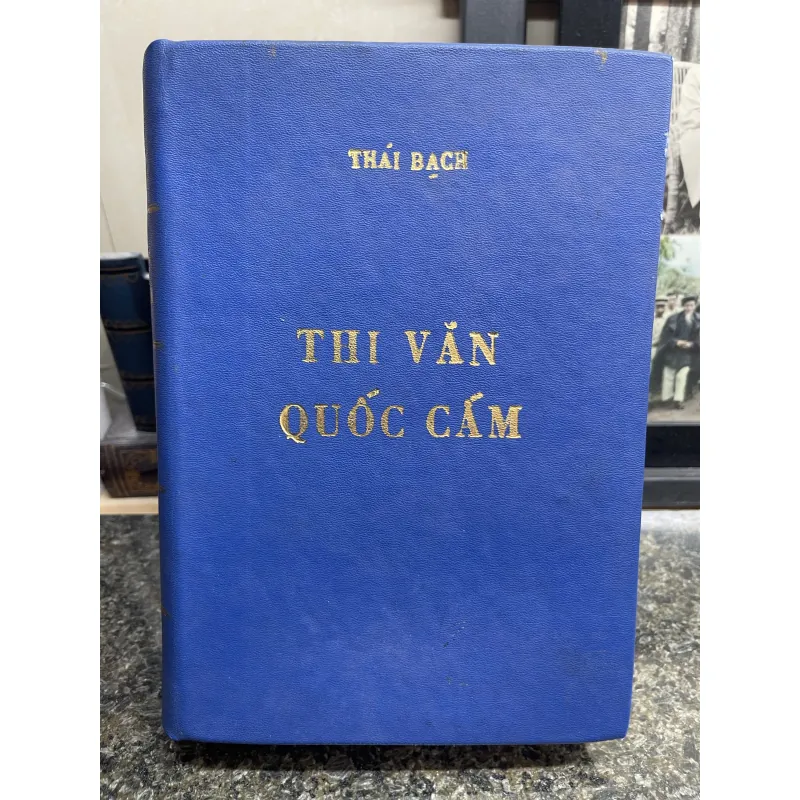 THÁI BẠCH
THI VĂN
QUỐC CẤM